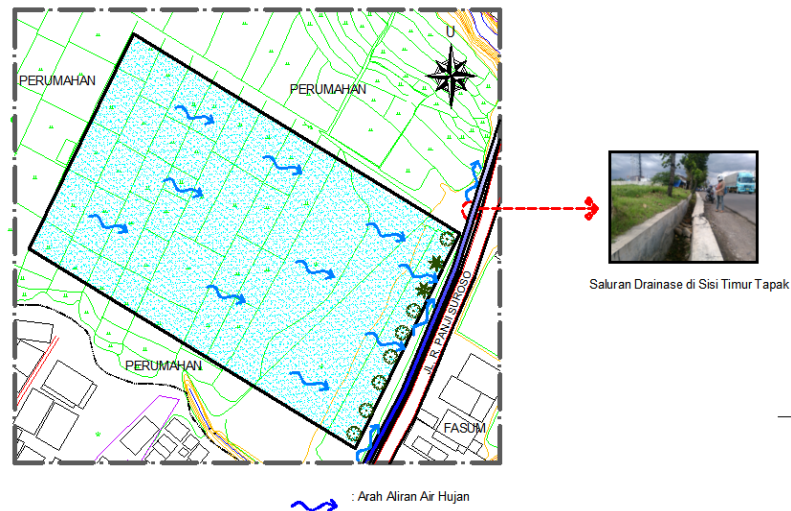 U
PERUMAHAN
PERUMAHAN
JL. R. PANJI SUROSO
Saluran Drainase di Sisi Timur Tapak
PERUMAHAN
FASUM
: Arah Aliran Air Hujan